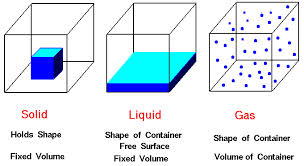 Solid
Holds Shape
Fixed Volume
Liquid
Shape of Container
Free Surface
Fixed Volume
Gas
Shape of Container
Volume of Container